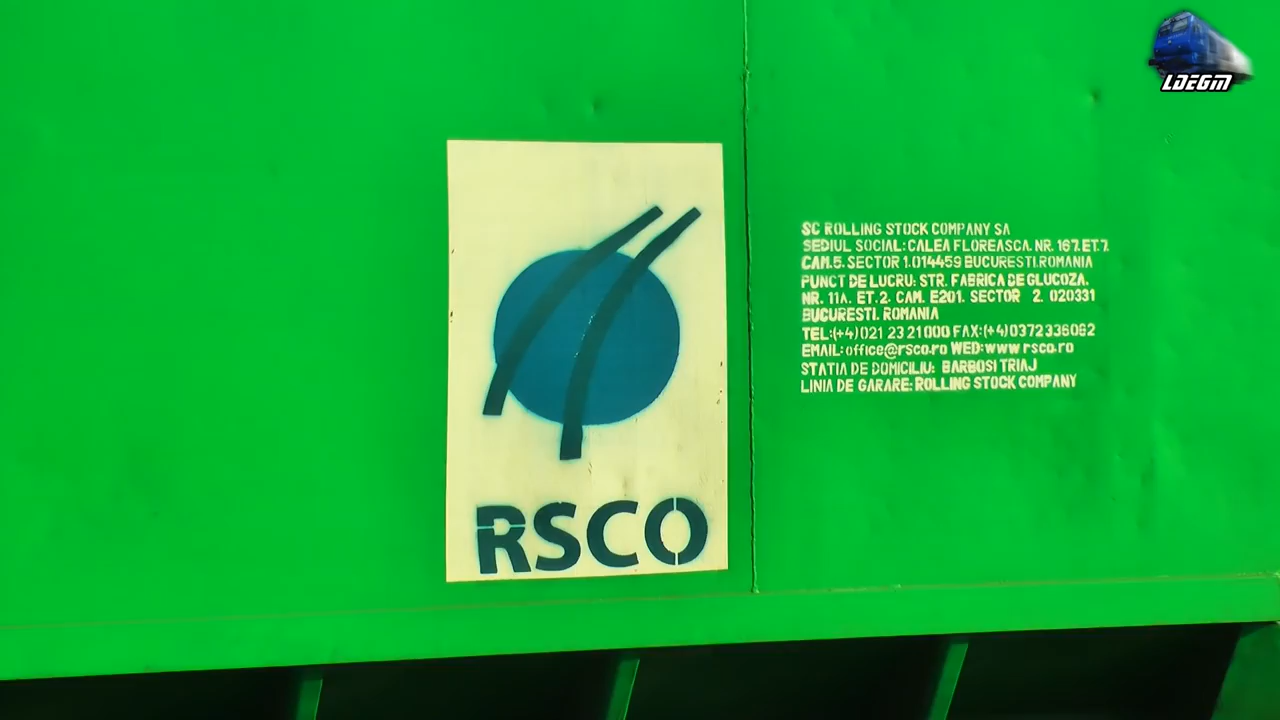 LDEGM
RSCO
SC ROLLING STOCK COMPANY SA
SEDIUL SOCIAL: CALEA FLOREASCA. NR. 167. ET. 7.
CAM.5. SECTOR 1.014459 BUCURESTI.ROMANIA
PUNCT DE LUCRU: STR. FABRICA DE GLUCOZA.
NR. 11A. ET.2. CAM. E201. SECTOR 2. 020331
BUCURESTI. ROMANIA
TEL:(+4)021 23 21 000 FAX:(+4)0372336062
EMAIL:office@rsco.ro WED:www rsco.ro
STATIA DE DOMICILIU: BARBOSI TRIAJ
LINIA DE GARARE: ROLLING STOCK COMPANY